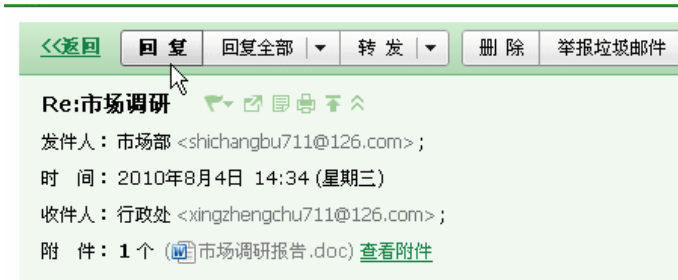 <<返回 回复 回复全部 | ▼ 转发 | ▼ 删除 举报垃圾邮件
Re:市场调研
发件人：市场部 <shichangbu711@126.com>;
时 间：2010年8月4日 14:34 (星期三)
收件人：行政处 <xingzhengchu711@126.com>;
附 件：1 个 (市场调研报告.doc) 查看附件